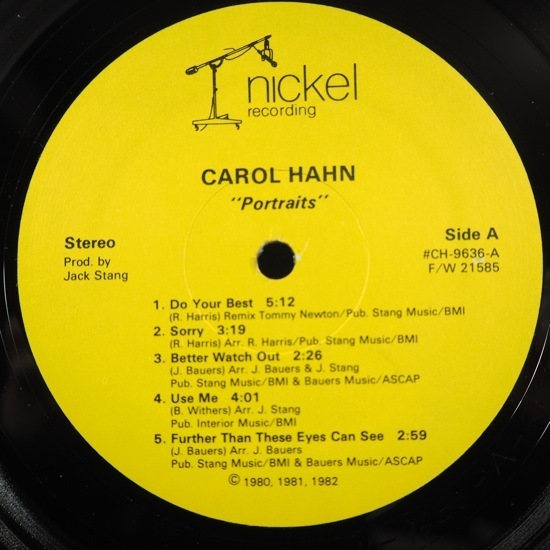 nickel
recording
CAROL HAHN
"Portraits"
Stereo
Prod. by
Jack Stang
Side A
#CH-9636-A
F/W 21585
1. Do Your Best 5:12
(R. Harris) Remix Tommy Newton/Pub. Stang Music/BMI
2. Sorry 3:19
(R. Harris) Arr. R. Harris/Pub. Stang Music/BMI
3. Better Watch Out 2:26
(J. Bauers) Arr. J. Bauers & J. Stang
Pub. Stang Music/BMI & Bauers Music/ASCAP
4. Use Me 4:01
(B. Withers) Arr. J. Stang
Pub. Interior Music/BMI
5. Further Than These Eyes Can See 2:59
(J. Bauers) Arr. J. Bauers
Pub. Stang Music/BMI & Bauers Music/ASCAP
© 1980, 1981, 1982